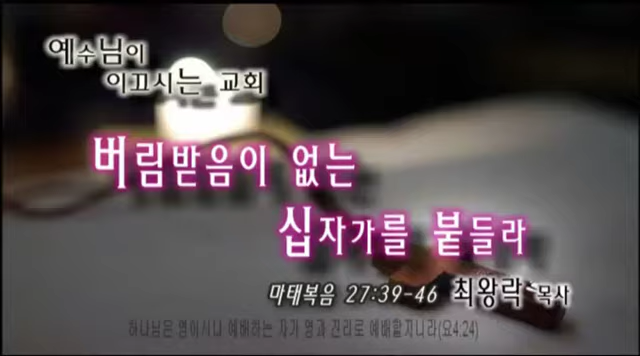 예수님이
이끄시는 교회
버림받음이 없는
십자가를 붙들라
마태복음 27:39-46 최왕락 목사
하나님은 영이시니 예배하는 자가 영과 진리로 예배할지니라(요4:24)